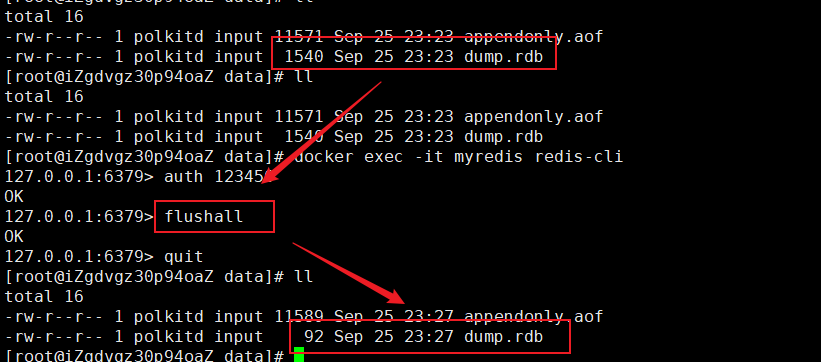 [root@iZgdvgz30p94oaZ data]# ll
total 16
-rw-r--r-- 1 polkitd input 11571 Sep 25 23:23 appendonly.aof
-rw-r--r-- 1 polkitd input  1540 Sep 25 23:23 dump.rdb
[root@iZgdvgz30p94oaZ data]# ll
total 16
-rw-r--r-- 1 polkitd input 11571 Sep 25 23:23 appendonly.aof
-rw-r--r-- 1 polkitd input  1540 Sep 25 23:23 dump.rdb
[root@iZgdvgz30p94oaZ data]# docker exec -it myredis redis-cli
127.0.0.1:6379> auth
OK
127.0.0.1:6379> flushall
OK
127.0.0.1:6379> quit
[root@iZgdvgz30p94oaZ data]# ll
total 16
-rw-r--r-- 1 polkitd input 11589 Sep 25 23:27 appendonly.aof
-rw-r--r-- 1 polkitd input    92 Sep 25 23:27 dump.rdb
[root@iZgdvgz30p94oaZ data]#